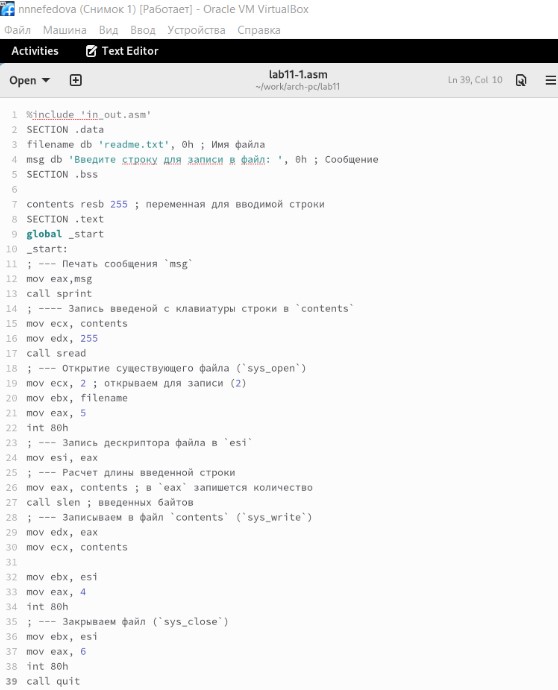 nnnefedova (Снимок 1) [Работает] - Oracle VM VirtualBox
Файл Машина Вид Ввод Устройства Справка
Activities Text Editor
Open lab11-1.asm Ln 39, Col 10
~/work/arch-pc/lab11
1 %include 'in_out.asm'
2 SECTION .data
3 filename db 'readme.txt', 0h ; Имя файла
4 msg db 'Введите строку для записи в файл: ', 0h ; Сообщение
5 SECTION .bss
6
7 contents resb 255 ; переменная для вводимой строки
8 SECTION .text
9 global _start
10 _start:
11 ; --- Печать сообщения `msg`
12 mov eax,msg
13 call sprint
14 ; ---- Запись введеной с клавиатуры строки в `contents`
15 mov ecx, contents
16 mov edx, 255
17 call sread
18 ; --- Открытие существующего файла (`sys_open`)
19 mov ecx, 2 ; открываем для записи (2)
20 mov ebx, filename
21 mov eax, 5
22 int 80h
23 ; --- Запись дескриптора файла в `esi`
24 mov esi, eax
25 ; --- Расчет длины введенной строки
26 mov eax, contents ; в `eax` запишется количество
27 call slen ; введенных байтов
28 ; --- Записываем в файл `contents` (`sys_write`)
29 mov edx, eax
30 mov ecx, contents
31
32 mov ebx, esi
33 mov eax, 4
34 int 80h
35 ; --- Закрываем файл (`sys_close`)
36 mov ebx, esi
37 mov eax, 6
38 int 80h
39 call quit